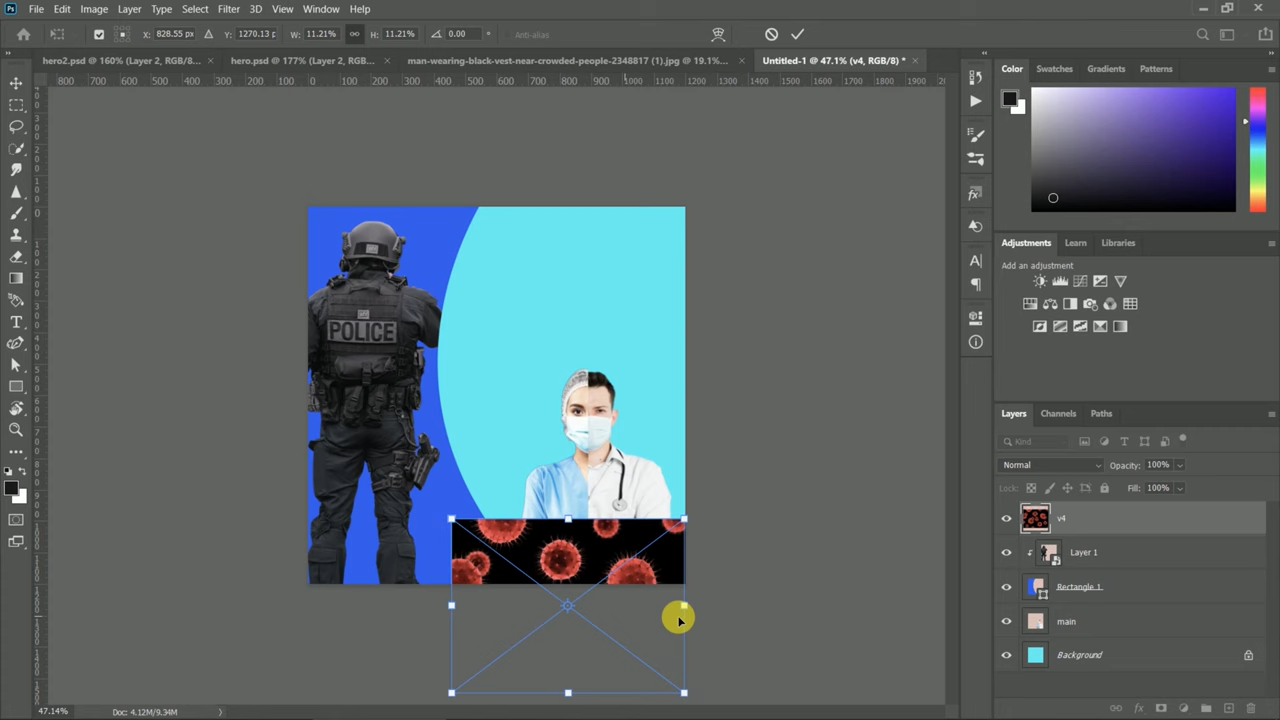 Ps File Edit Image Layer Type Select Filter 3D View Window Help
X: 828.55 px Y: 1270.13 p W: 11.21% H: 11.21% 0.00 ° Anti-alias
hero2.psd @ 160% (Layer 2, RGB/8... × hero.psd @ 177% (Layer 2, RGB... × man-wearing-black-vest-near-crowded-people-2348817 (1).jpg @ 19.1%... × Untitled-1 @ 47.1% (v4, RGB/8) * ×
800 700 600 500 400 300 200 100 0 100 200 300 400 500 600 700 800 900 1000 1100 1200 1300 1400 1500 1600 1700 1800 1900
Color Swatches Gradients Patterns
Adjustments Learn Libraries
Add an adjustment
POLICE
Layers Channels Paths
Kind
Normal Opacity: 100%
Lock: Fill: 100%
v4
Layer 1
Rectangle 1
main
Background
47.14% Doc: 4.12M/9.34M